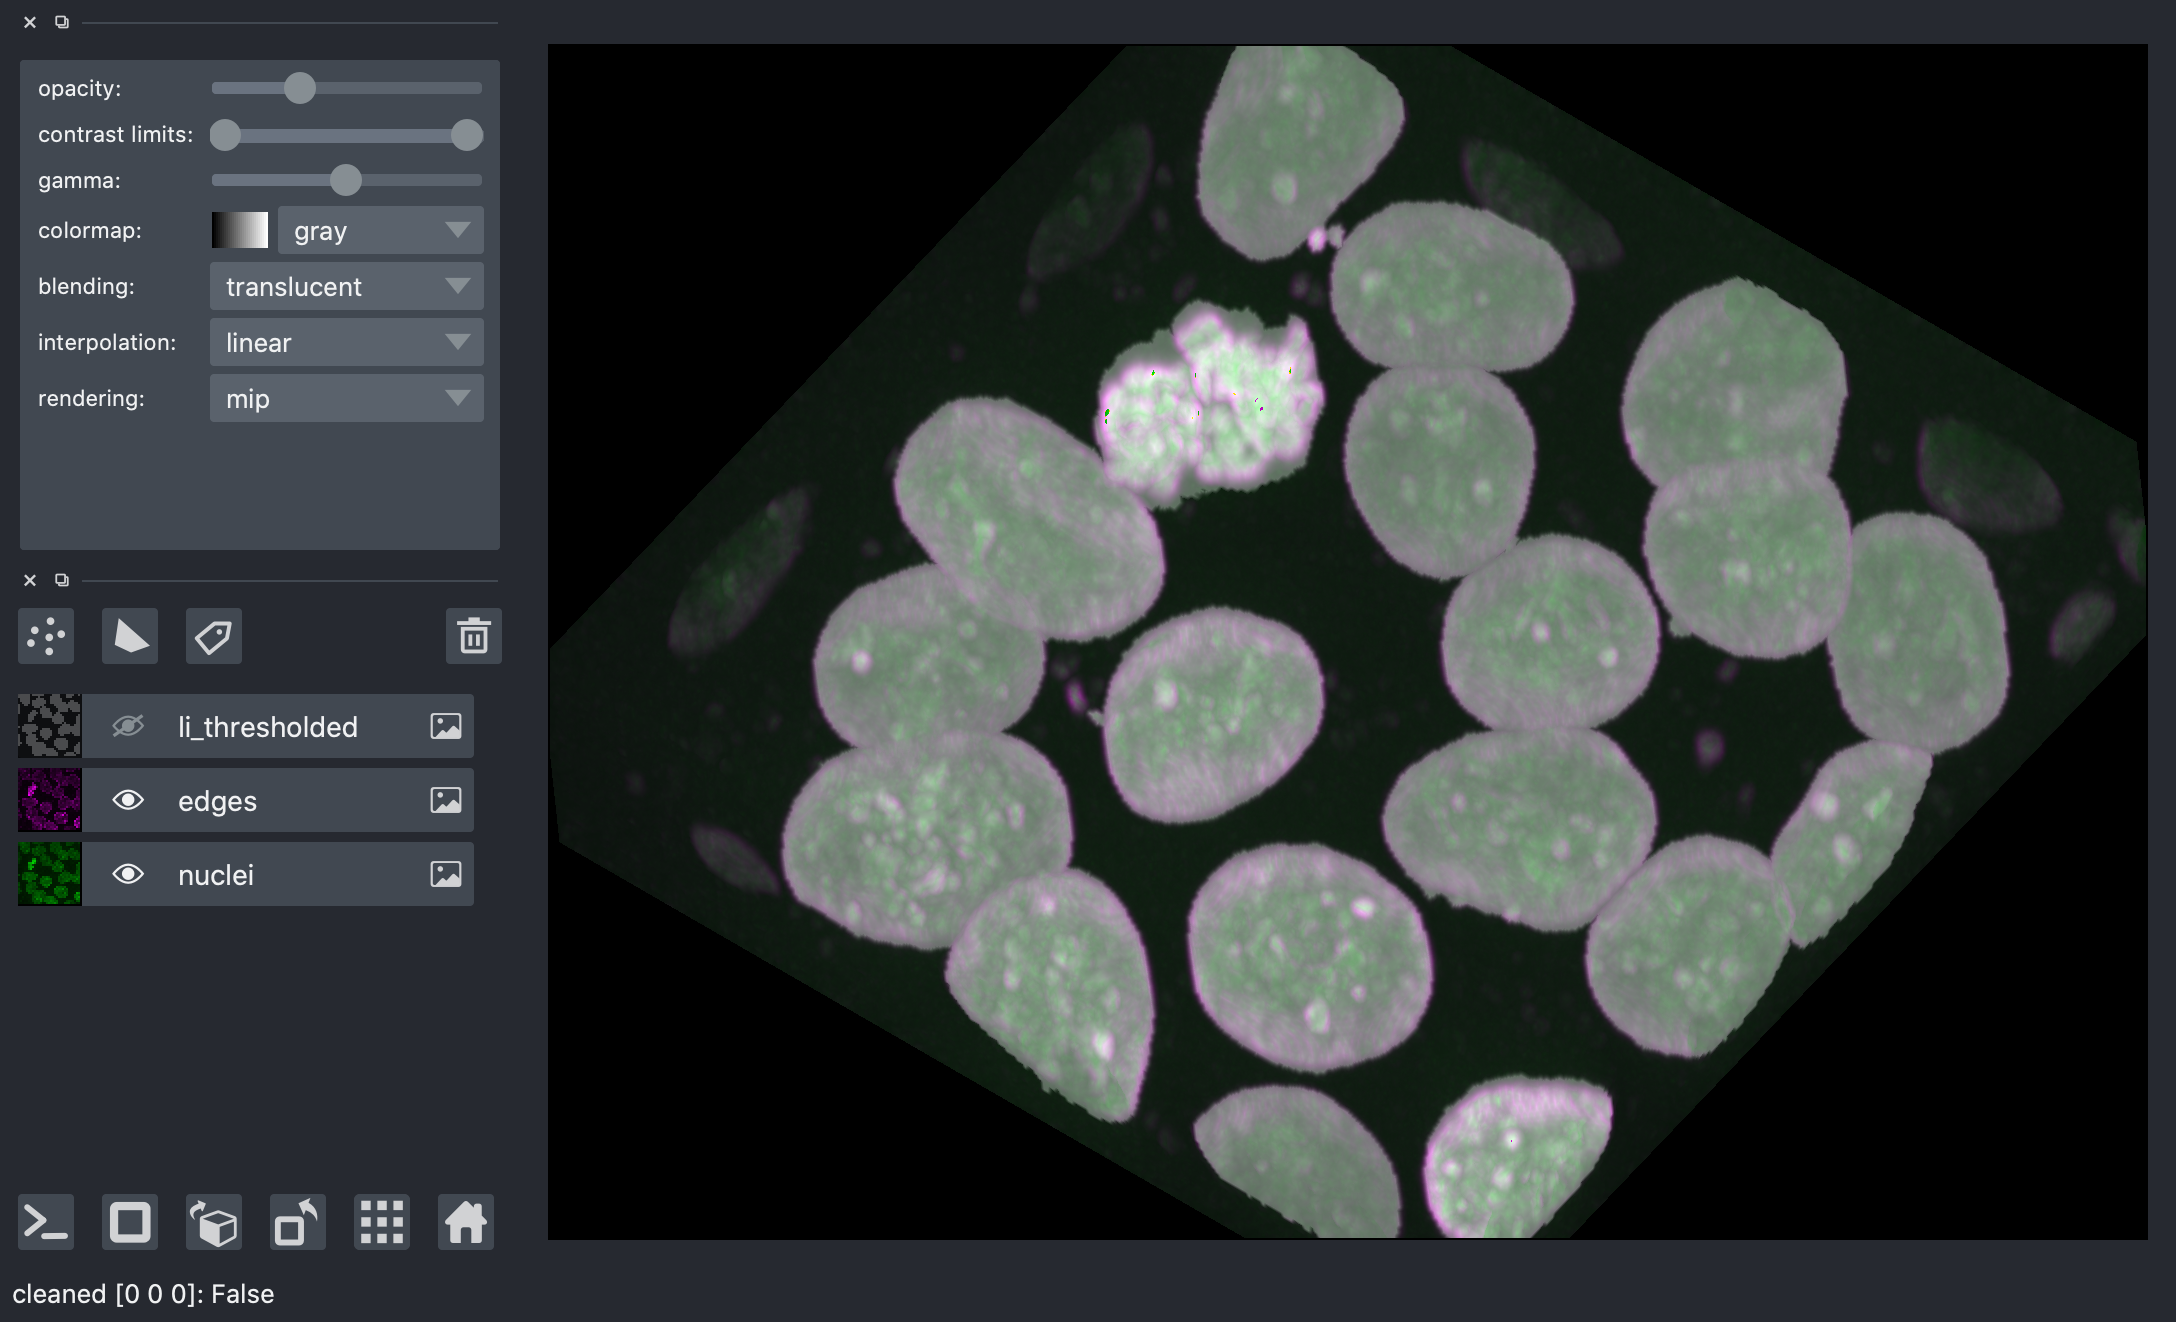 opacity:
contrast limits:
gamma:
colormap: gray
blending: translucent
interpolation: linear
rendering: mip
li_thresholded
edges
nuclei
cleaned [0 0 0]: False